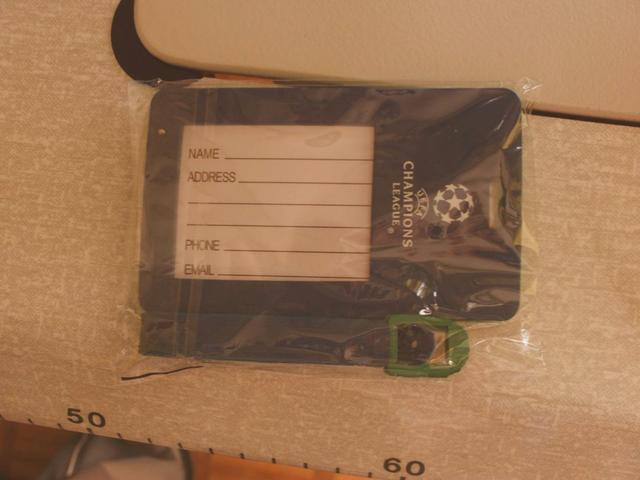 NAME
ADDRESS
PHONE
EMAIL
UEFA
CHAMPIONS
LEAGUE®
50
60